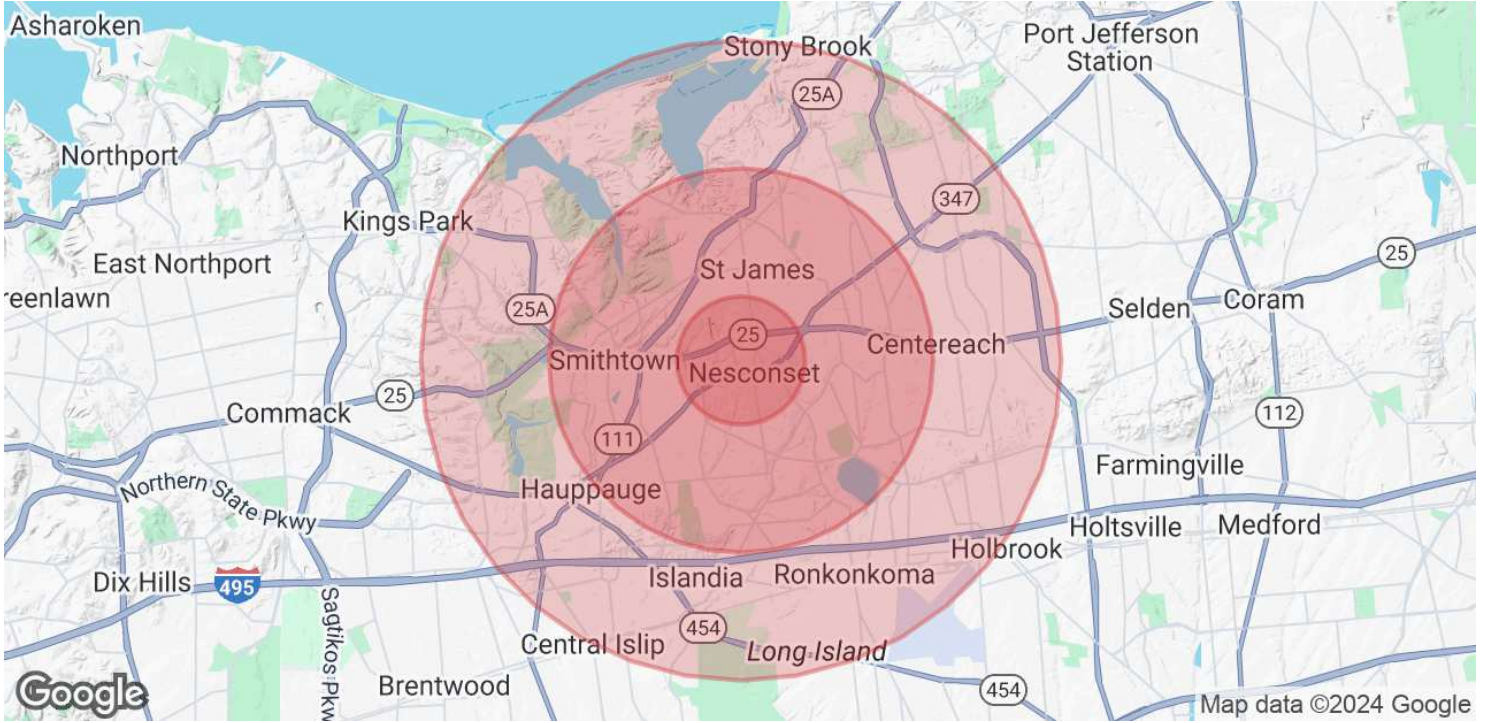 Asharoken
Stony Brook
Port Jefferson
Station
25A
Northport
347
Kings Park
East Northport
St James
25
reenlawn
25A
Selden
Coram
25
Smithtown
Centereach
Nesconset
25
Commack
112
111
Farmingville
Northern State Pkwy
Hauppauge
Holtsville
Medford
Holbrook
Dix Hills
495
Islandia
Ronkonkoma
Sagtikos Pkw
454
Central Islip
Long Island
Brentwood
454
Google
Map data ©2024 Google